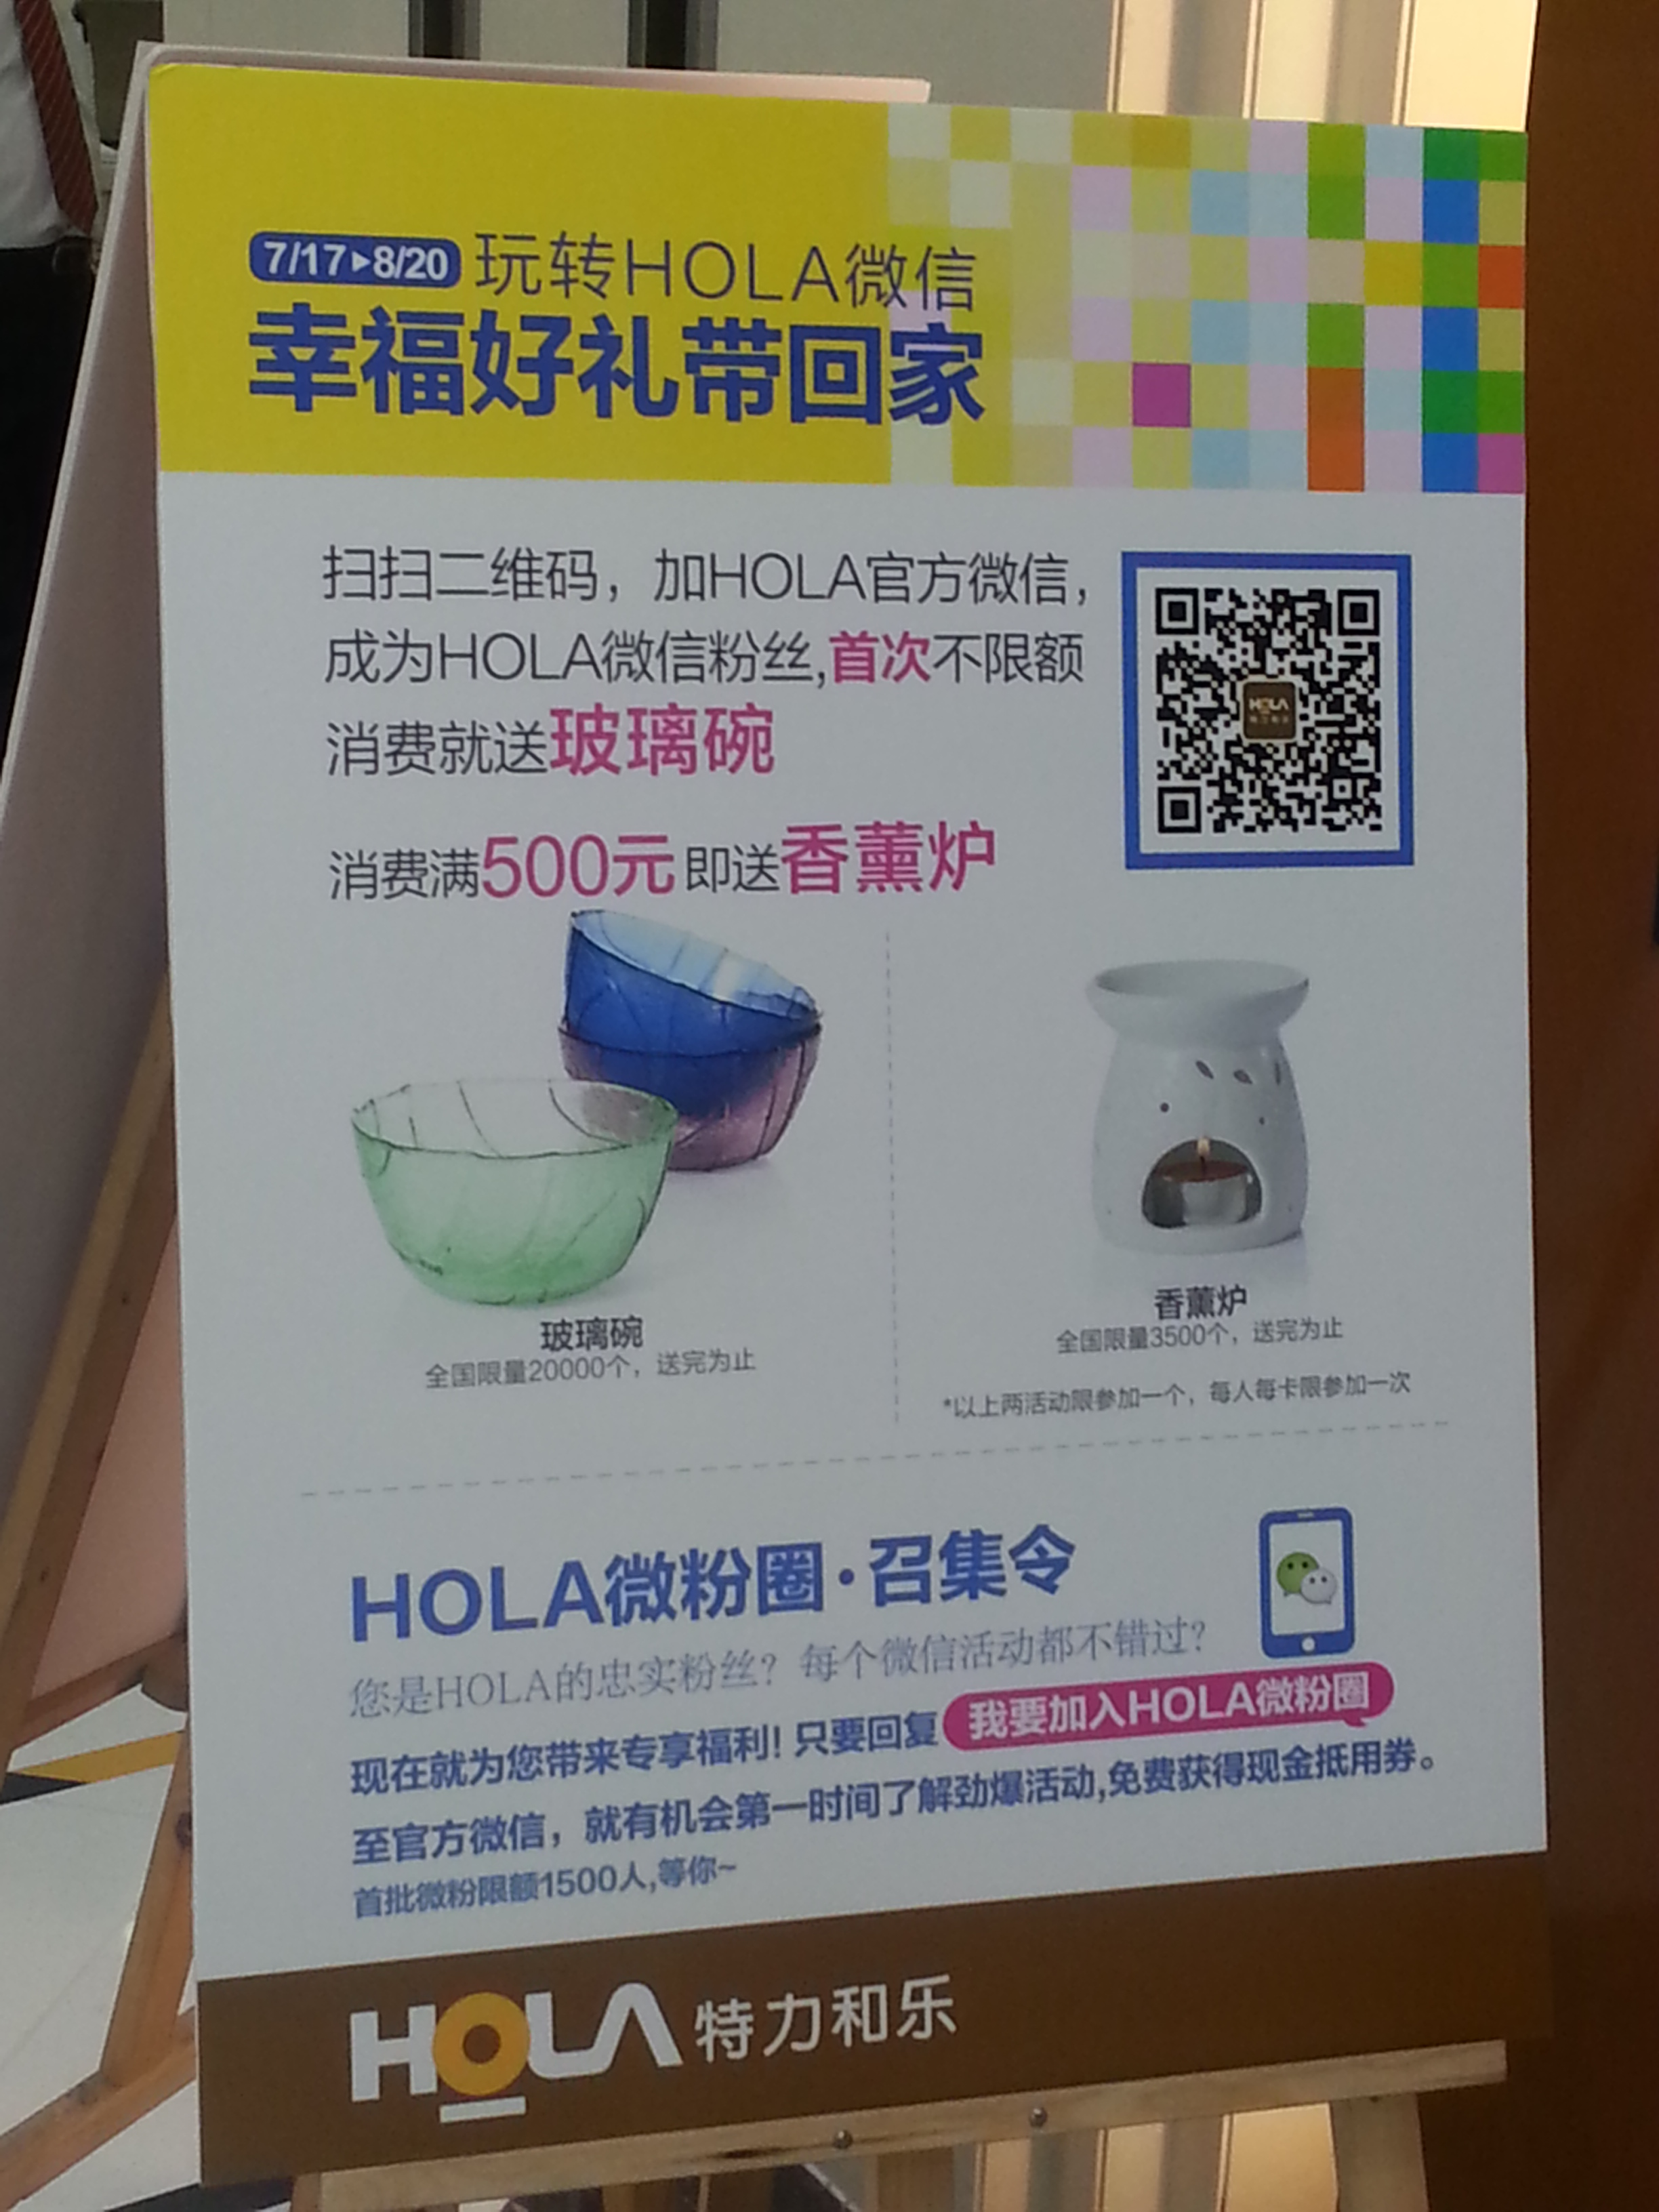 7/17▶8/20 玩转HOLA微信
幸福好礼带回家
扫扫二维码，加HOLA官方微信，
成为HOLA微信粉丝,首次不限额
消费就送玻璃碗
消费满500元即送香薰炉
HOLA
特力和乐
玻璃碗
全国限量20000个，送完为止
香薰炉
全国限量3500个，送完为止
*以上两活动限参加一个，每人每卡限参加一次
HOLA微粉圈·召集令
您是HOLA的忠实粉丝？每个微信活动都不错过？
现在就为您带来专享福利! 只要回复 我要加入HOLA微粉圈
至官方微信，就有机会第一时间了解劲爆活动,免费获得现金抵用券。
首批微粉限额1500人,等你~
HOLA 特力和乐